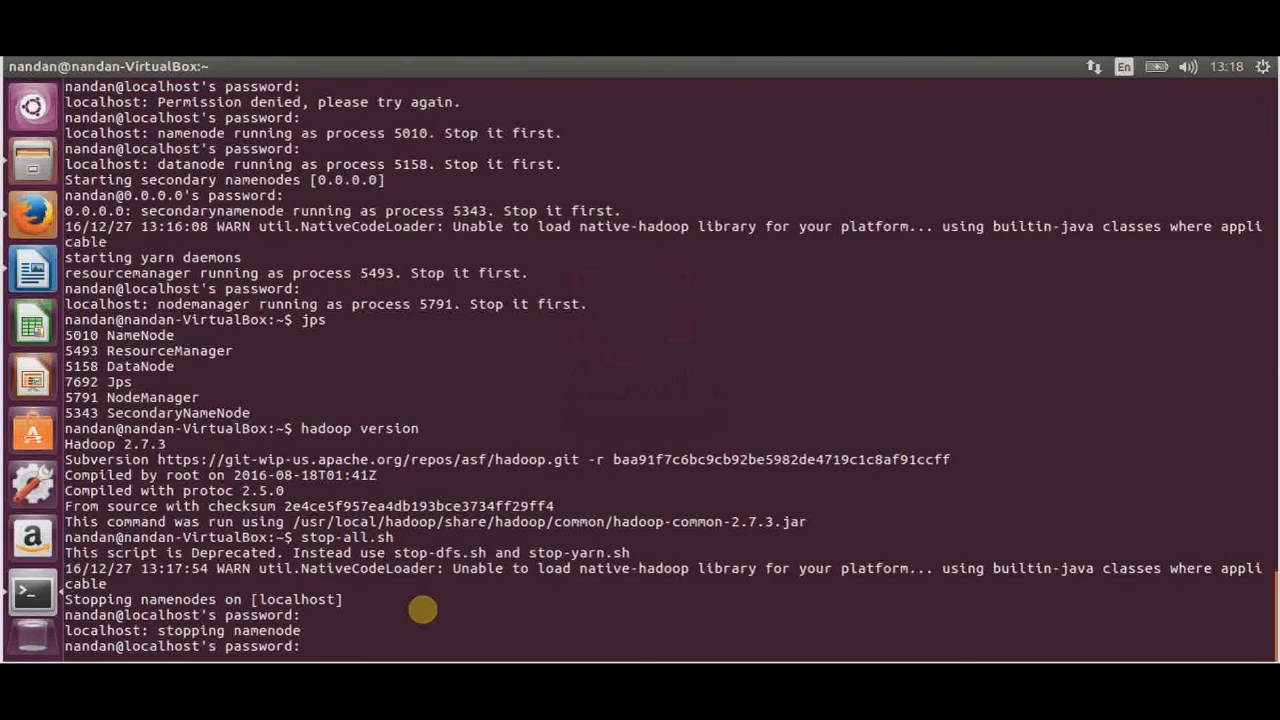 nandan@nandan-VirtualBox:~
En
13:18
nandan@localhost's password:
localhost: Permission denied, please try again.
nandan@localhost's password:
localhost: namenode running as process 5010. Stop it first.
nandan@localhost's password:
localhost: datanode running as process 5158. Stop it first.
Starting secondary namenodes [0.0.0.0]
nandan@0.0.0.0's password:
0.0.0.0: secondarynamenode running as process 5343. Stop it first.
16/12/27 13:16:08 WARN util.NativeCodeLoader: Unable to load native-hadoop library for your platform... using builtin-java classes where appli
cable
starting yarn daemons
resourcemanager running as process 5493. Stop it first.
nandan@localhost's password:
localhost: nodemanager running as process 5791. Stop it first.
nandan@nandan-VirtualBox:~$ jps
5010 NameNode
5493 ResourceManager
5158 DataNode
7692 Jps
5791 NodeManager
5343 SecondaryNameNode
nandan@nandan-VirtualBox:~$ hadoop version
Hadoop 2.7.3
Subversion https://git-wip-us.apache.org/repos/asf/hadoop.git -r baa91f7c6bc9cb92be5982de4719c1c8af91ccff
Compiled by root on 2016-08-18T01:41Z
Compiled with protoc 2.5.0
From source with checksum 2e4ce5f957ea4db193bce3734ff29ff4
This command was run using /usr/local/hadoop/share/hadoop/common/hadoop-common-2.7.3.jar
nandan@nandan-VirtualBox:~$ stop-all.sh
This script is Deprecated. Instead use stop-dfs.sh and stop-yarn.sh
16/12/27 13:17:54 WARN util.NativeCodeLoader: Unable to load native-hadoop library for your platform... using builtin-java classes where appli
cable
Stopping namenodes on [localhost]
nandan@localhost's password:
localhost: stopping namenode
nandan@localhost's password: